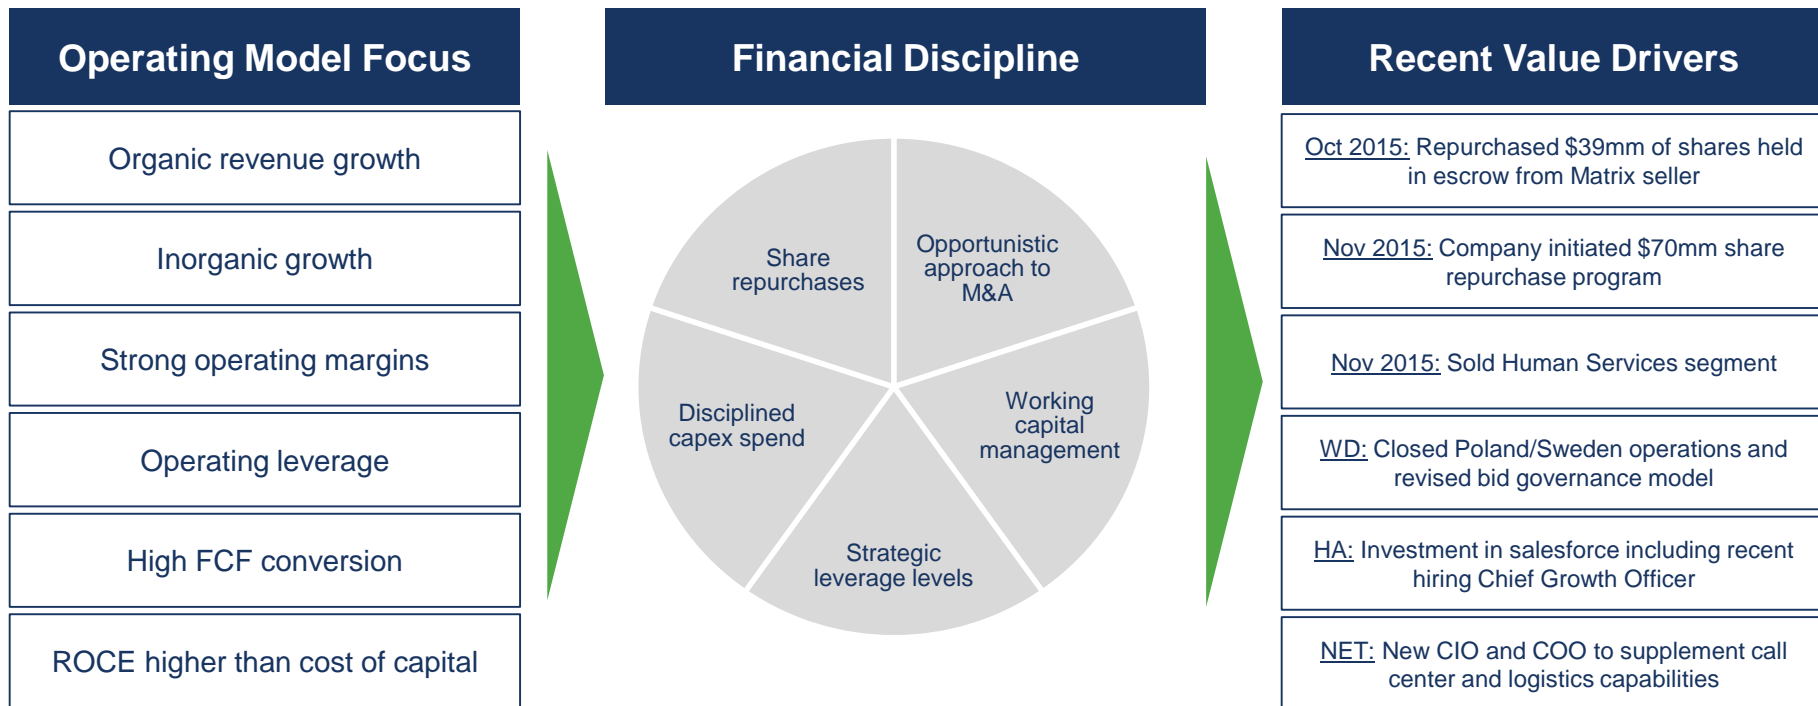 Operating Model Focus
Organic revenue growth
Inorganic growth
Strong operating margins
Operating leverage
High FCF conversion
ROCE higher than cost of capital
Financial Discipline
Share
repurchases
Opportunistic
approach to
M&A
Disciplined
capex spend
Working
capital
management
Strategic
leverage levels
Recent Value Drivers
Oct 2015: Repurchased $39mm of shares held
in escrow from Matrix seller
Nov 2015: Company initiated $70mm share
repurchase program
Nov 2015: Sold Human Services segment
WD: Closed Poland/Sweden operations and
revised bid governance model
HA: Investment in salesforce including recent
hiring Chief Growth Officer
NET: New CIO and COO to supplement call
center and logistics capabilities